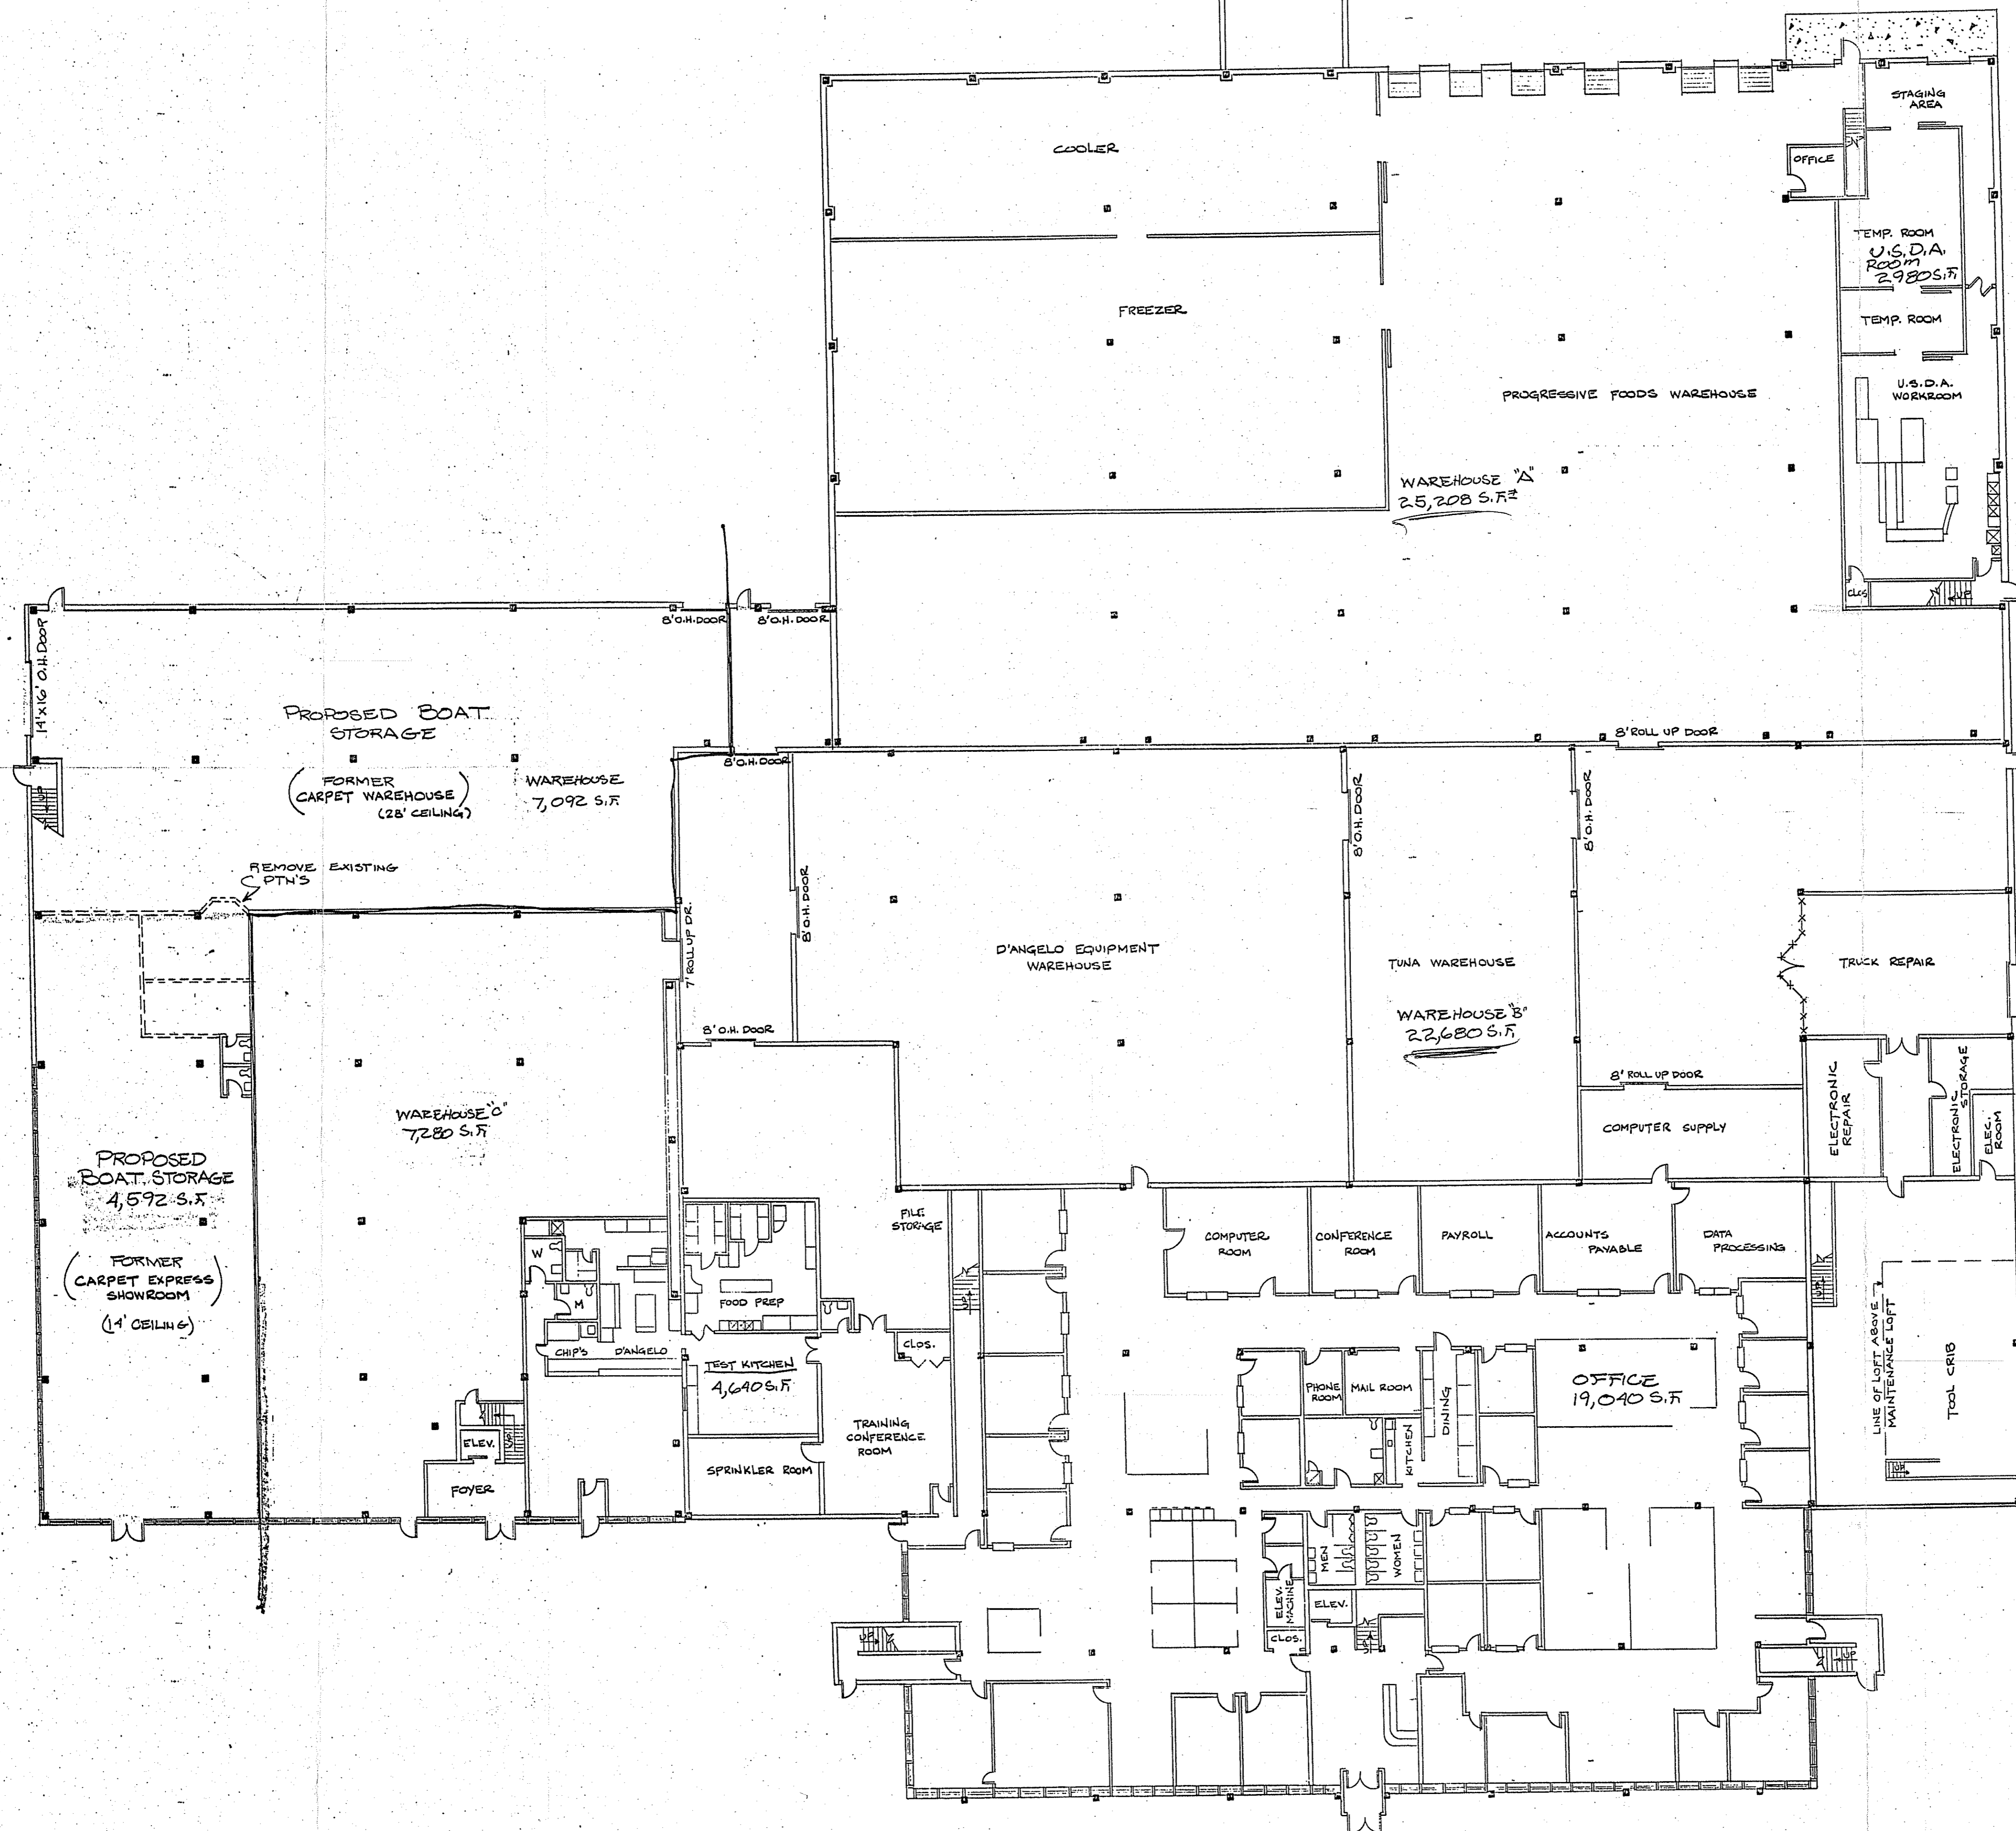 STAGING
AREA
COOLER
OFFICE
TEMP. ROOM
U.S.D.A.
ROOM
2980 S.F.
FREEZER
TEMP. ROOM
U.S.D.A.
WORKROOM
PROGRESSIVE FOODS WAREHOUSE
WAREHOUSE "A"
25,208 S.F.±
CLOS
UP
8' O.H. DOOR
8' O.H. DOOR
14'X16' O.H. DOOR
PROPOSED BOAT
STORAGE
(FORMER
CARPET WAREHOUSE)
(28' CEILING)
WAREHOUSE
7,092 S.F.
UP
8' ROLL UP DOOR
8' O.H. DOOR
8' O.H. DOOR
8' O.H. DOOR
REMOVE EXISTING
PTN'S
7' ROLL UP DR.
8' O.H. DOOR
D'ANGELO EQUIPMENT
WAREHOUSE
TUNA WAREHOUSE
TRUCK REPAIR
WAREHOUSE "B"
22,680 S.F.
8' O.H. DOOR
8' ROLL UP DOOR
ELECTRONIC
REPAIR
ELECTRONIC
STORAGE
ELEC.
ROOM
COMPUTER SUPPLY
WAREHOUSE "C"
7,280 S.F.
PROPOSED
BOAT STORAGE
4,592 S.F.
(FORMER
CARPET EXPRESS
SHOWROOM)
(14' CEILING)
FILE
STORAGE
W
M
FOOD PREP
UP
COMPUTER
ROOM
CONFERENCE
ROOM
PAYROLL
ACCOUNTS
PAYABLE
DATA
PROCESSING
UP
CHIP'S
D'ANGELO
CLOS.
TEST KITCHEN
4,640 S.F.
LINE OF LOFT ABOVE
MAINTENANCE LOFT
TOOL CRIB
PHONE
ROOM
MAIL ROOM
DINING
OFFICE
19,040 S.F.
TRAINING
CONFERENCE
ROOM
KITCHEN
ELEV.
UP
SPRINKLER ROOM
UP
FOYER
MEN
WOMEN
ELEV.
MACHINE
ELEV.
CLOS.
UP
UP
UP